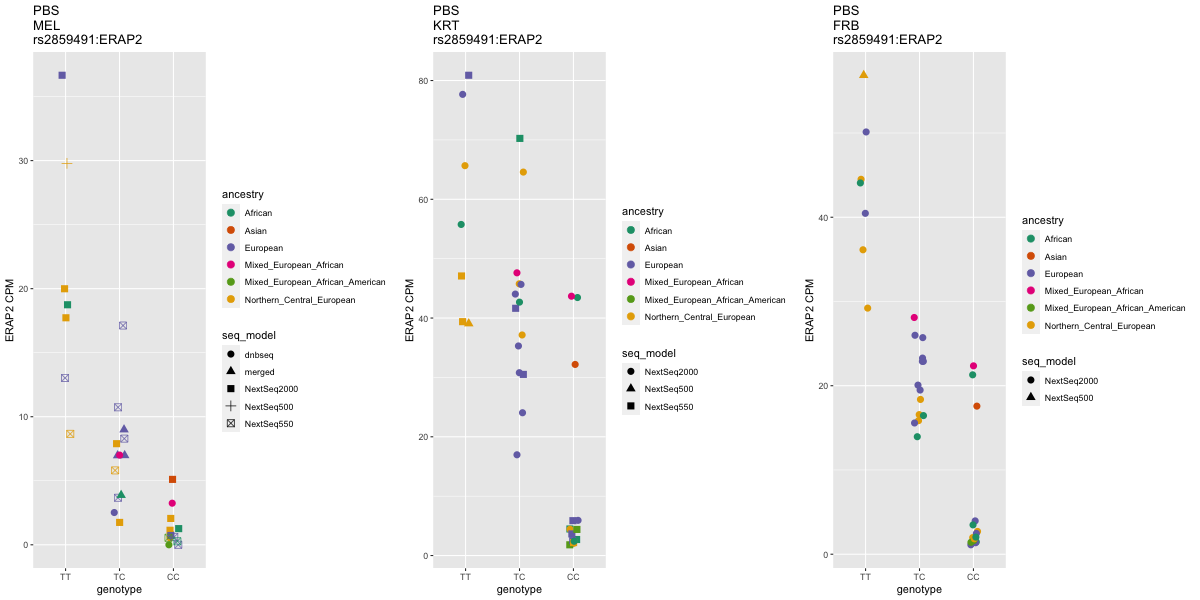 PBS
MEL
rs2859491:ERAP2
ERAP2 CPM
30
20
10
0
TT
TC
CC
genotype
ancestry
African
Asian
European
Mixed_European_African
Mixed_European_African_American
Northern_Central_European
seq_model
dnbseq
merged
NextSeq2000
NextSeq500
NextSeq550
PBS
KRT
rs2859491:ERAP2
ERAP2 CPM
80
60
40
20
0
TT
TC
CC
genotype
ancestry
African
Asian
European
Mixed_European_African
Mixed_European_African_American
Northern_Central_European
seq_model
NextSeq2000
NextSeq500
NextSeq550
PBS
FRB
rs2859491:ERAP2
ERAP2 CPM
40
20
0
TT
TC
CC
genotype
ancestry
African
Asian
European
Mixed_European_African
Mixed_European_African_American
Northern_Central_European
seq_model
NextSeq2000
NextSeq500